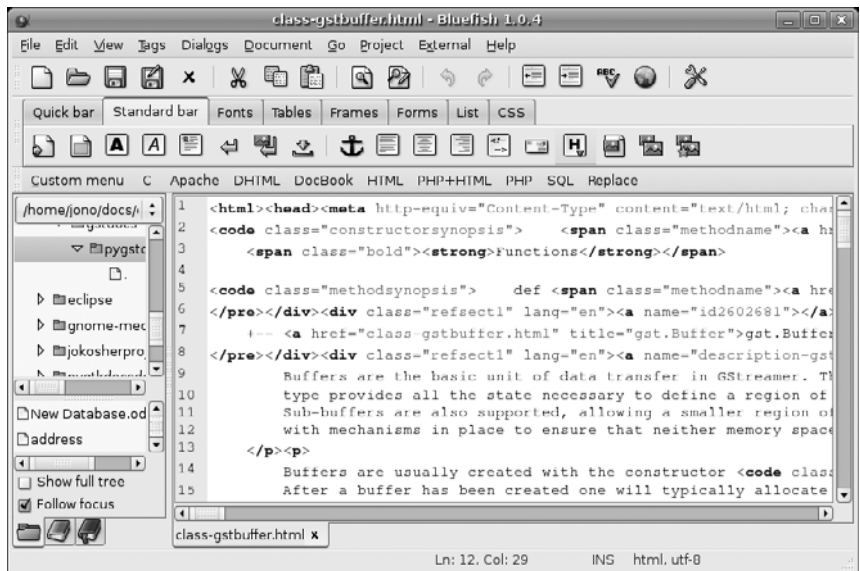 class-gstbuffer.html - Bluefish 1.0.4
File Edit View Tags Dialogs Document Go Project External Help
Quick bar Standard bar Fonts Tables Frames Forms List CSS
Custom menu C Apache DHTML DocBook HTML PHP+HTML PHP SQL Replace
/home/jono/docs/
pygstd
.
eclipse
gnome-med
jokosherpro
New Database.od
address
Show full tree
Follow focus
1 <html><head><meta http-equiv="Content-Type" content="text/html; char
2 <code class="constructorsynopsis"> <span class="methodname"><a hr
3 <span class="bold"><strong>Functions</strong></span>
4
5 <code class="methodsynopsis"> def <span class="methodname"><a hre
6 </pre></div><div class="refsect1" lang="en"><a name="id2602681"></a>
7 +-- <a href="class-gstbuffer.html" title="gst.Buffer">gst.Buffer
8 </pre></div><div class="refsect1" lang="en"><a name="description-gst
9 Buffers are the basic unit of data transfer in GStreamer. Th
10 type provides all the state necessary to define a region of
11 Sub-buffers are also supported, allowing a smaller region of
12 with mechanisms in place to ensure that neither memory space
13 </p><p>
14 Buffers are usually created with the constructor <code class
15 After a buffer has been created one will typically allocate
class-gstbuffer.html x
Ln: 12, Col: 29 INS html, utf-8